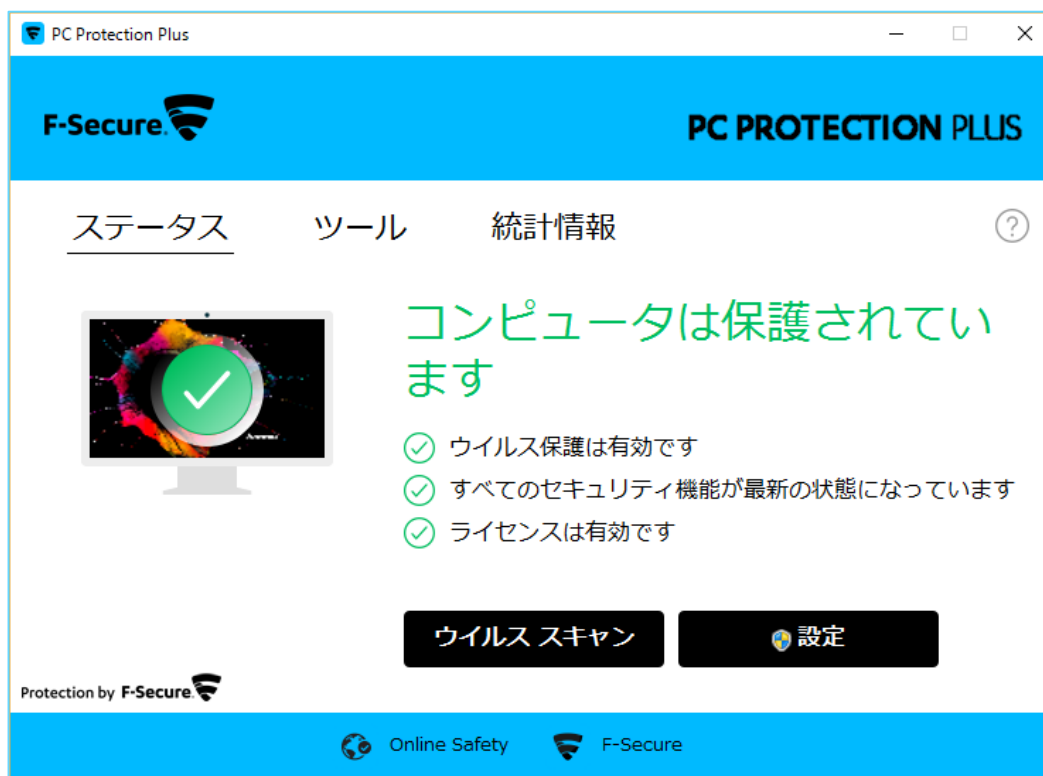 PC Protection Plus
F-Secure.
PC PROTECTION PLUS
ステータス ツール 統計情報
?
コンピュータは保護されてい
ます
ウイルス保護は有効です
すべてのセキュリティ機能が最新の状態になっています
ライセンスは有効です
ウイルス スキャン 設定
Protection by F-Secure.
Online Safety F-Secure